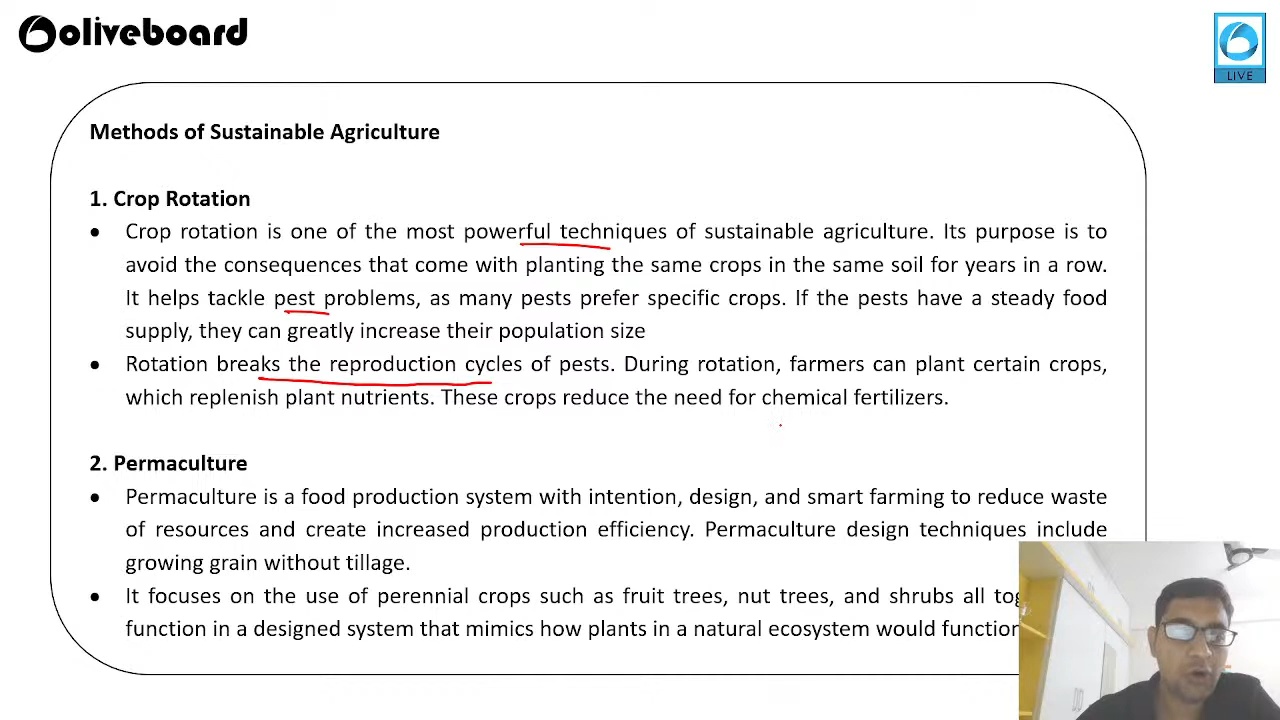 oliveboard
LIVE
Methods of Sustainable Agriculture
1. Crop Rotation
• Crop rotation is one of the most powerful techniques of sustainable agriculture. Its purpose is to
avoid the consequences that come with planting the same crops in the same soil for years in a row.
It helps tackle pest problems, as many pests prefer specific crops. If the pests have a steady food
supply, they can greatly increase their population size
• Rotation breaks the reproduction cycles of pests. During rotation, farmers can plant certain crops,
which replenish plant nutrients. These crops reduce the need for chemical fertilizers.
2. Permaculture
• Permaculture is a food production system with intention, design, and smart farming to reduce waste
of resources and create increased production efficiency. Permaculture design techniques include
growing grain without tillage.
• It focuses on the use of perennial crops such as fruit trees, nut trees, and shrubs all
function in a designed system that mimics how plants in a natural ecosystem would function